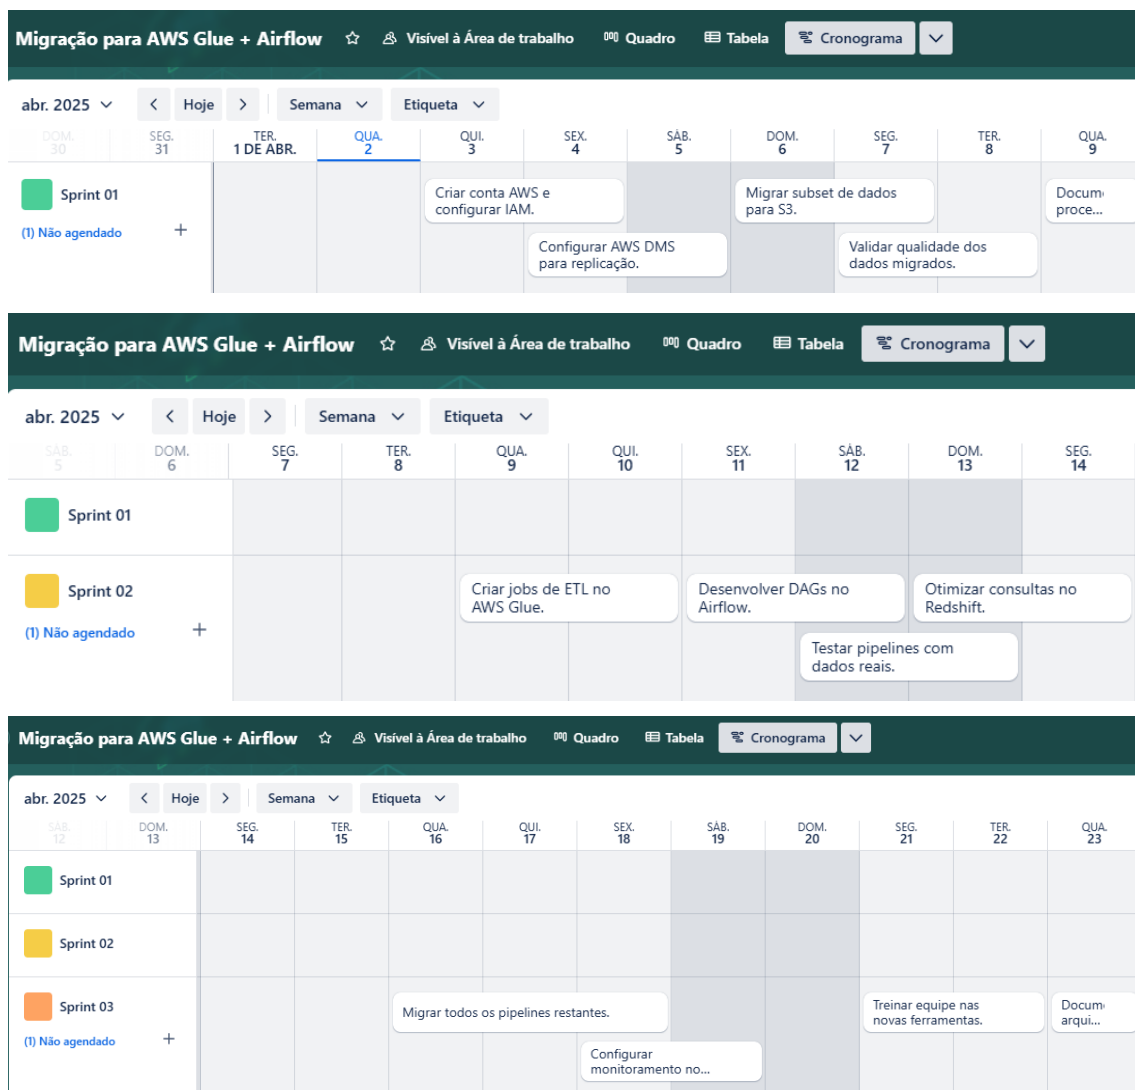 Migração para AWS Glue + Airflow Visível à Área de trabalho Quadro Tabela Cronograma
abr. 2025 Hoje Semana Etiqueta
DOM. SEG. TER. QUA. QUI. SEX. SÁB. DOM. SEG. TER. QUA.
30 31 1 DE ABR. 2 3 4 5 6 7 8 9
Sprint 01
(1) Não agendado +
Criar conta AWS e
configurar IAM.
Configurar AWS DMS
para replicação.
Migrar subset de dados
para S3.
Validar qualidade dos
dados migrados.
Docum
proce...
Migração para AWS Glue + Airflow Visível à Área de trabalho Quadro Tabela Cronograma
abr. 2025 Hoje Semana Etiqueta
SÁB. DOM. SEG. TER. QUA. QUI. SEX. SÁB. DOM. SEG.
5 6 7 8 9 10 11 12 13 14
Sprint 01
Sprint 02
(1) Não agendado +
Criar jobs de ETL no
AWS Glue.
Desenvolver DAGs no
Airflow.
Otimizar consultas no
Redshift.
Testar pipelines com
dados reais.
Migração para AWS Glue + Airflow Visível à Área de trabalho Quadro Tabela Cronograma
abr. 2025 Hoje Semana Etiqueta
SÁB. DOM. SEG. TER. QUA. QUI. SEX. SÁB. DOM. SEG. TER. QUA.
12 13 14 15 16 17 18 19 20 21 22 23
Sprint 01
Sprint 02
Sprint 03
(1) Não agendado +
Migrar todos os pipelines restantes.
Configurar
monitoramento no...
Treinar equipe nas
novas ferramentas.
Docum
arqui...